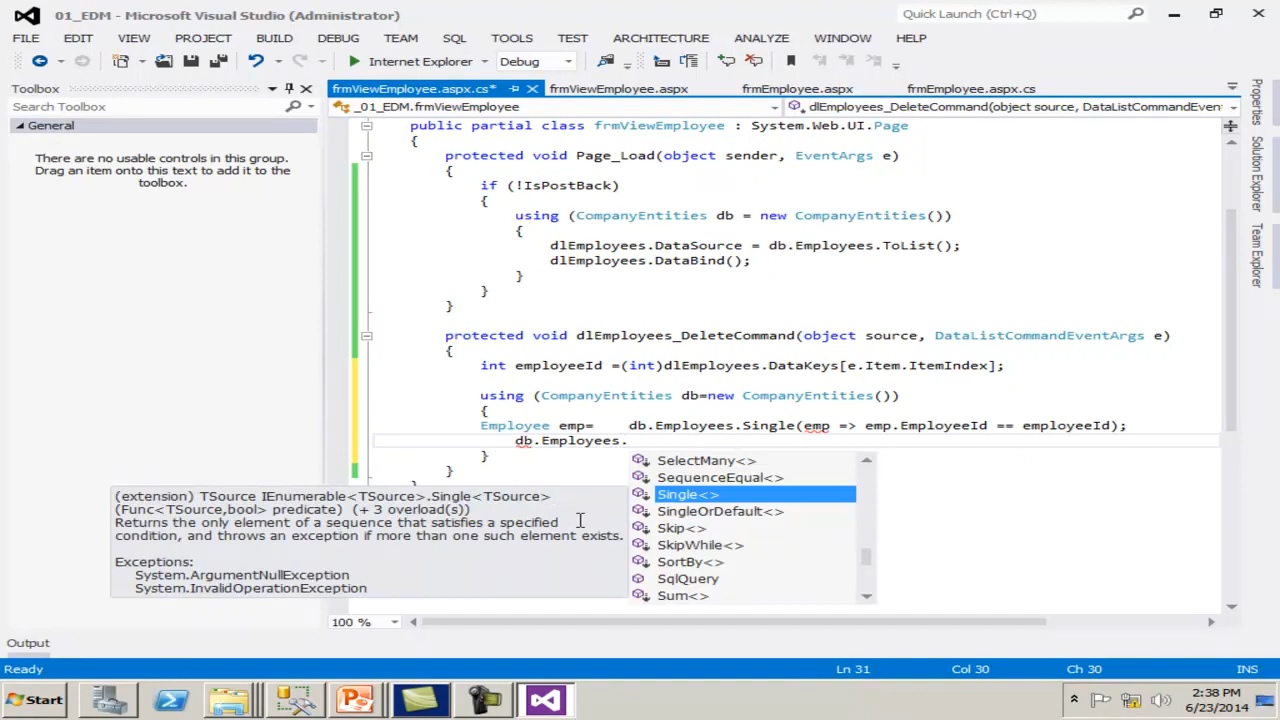 01_EDM - Microsoft Visual Studio (Administrator)
Quick Launch (Ctrl+Q)
FILE EDIT VIEW PROJECT BUILD DEBUG TEAM SQL TOOLS TEST ARCHITECTURE ANALYZE WINDOW HELP
Internet Explorer Debug
Toolbox
frmViewEmployee.aspx.cs* frmViewEmployee.aspx frmEmployee.aspx frmEmployee.aspx.cs
Search Toolbox
_01_EDM.frmViewEmployee
dlEmployees_DeleteCommand(object source, DataListCommandEvent
General
There are no usable controls in this group.
Drag an item onto this text to add it to the
toolbox.
public partial class frmViewEmployee : System.Web.UI.Page
{
protected void Page_Load(object sender, EventArgs e)
{
if (!IsPostBack)
{
using (CompanyEntities db = new CompanyEntities())
{
dlEmployees.DataSource = db.Employees.ToList();
dlEmployees.DataBind();
}
}
}
protected void dlEmployees_DeleteCommand(object source, DataListCommandEventArgs e)
{
int employeeId =(int)dlEmployees.DataKeys[e.Item.ItemIndex];
using (CompanyEntities db=new CompanyEntities())
{
Employee emp= db.Employees.Single(emp => emp.EmployeeId == employeeId);
db.Employees.
}
}
SelectMany<>
SequenceEqual<>
Single<>
SingleOrDefault<>
Skip<>
SkipWhile<>
SortBy<>
SqlQuery
Sum<>
(extension) TSource IEnumerable<TSource>.Single<TSource>
(Func<TSource,bool> predicate) (+ 3 overload(s))
Returns the only element of a sequence that satisfies a specified
condition, and throws an exception if more than one such element exists.
Exceptions:
System.ArgumentNullException
System.InvalidOperationException
Properties
Solution Explorer
Team Explorer
100 %
Output
Ready
Ln 31 Col 30 Ch 30 INS
Start
2:38 PM
6/23/2014